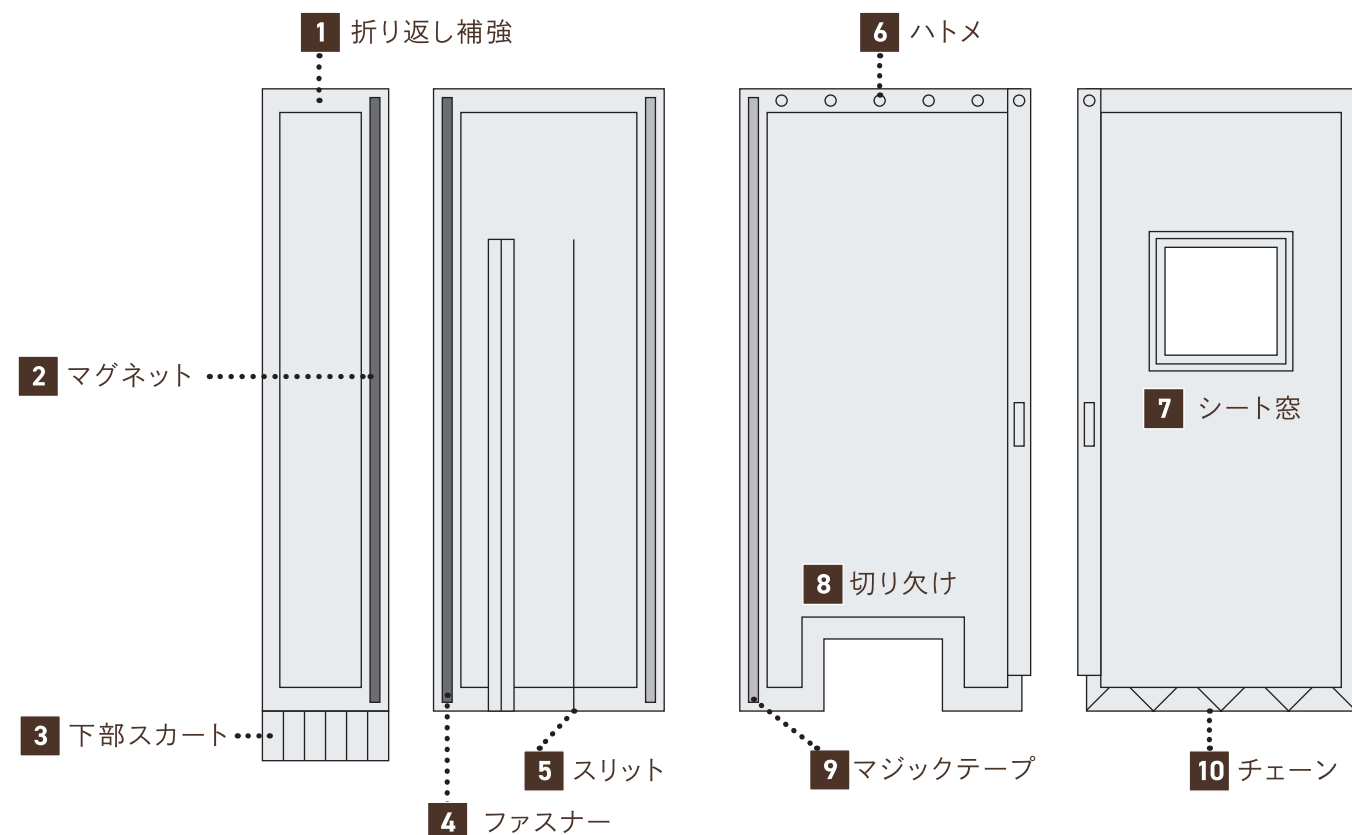 1 折り返し補強
6 ハトメ
2 マグネット
7 シート窓
8 切り欠け
3 下部スカート
5 スリット
9 マジックテープ
10 チェーン
4 ファスナー